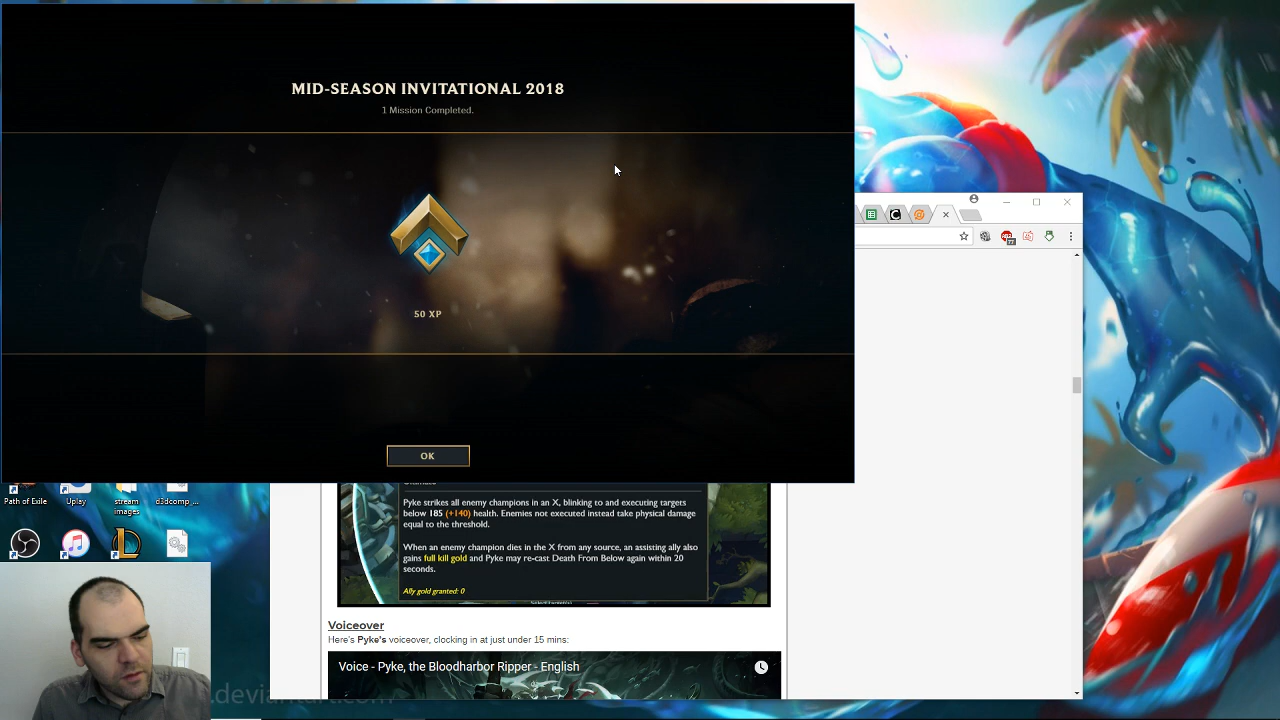 MID-SEASON INVITATIONAL 2018
1 Mission Completed.
50 XP
OK
Path of Exile
Uplay
stream
images
d3dcomp_...
Pyke strikes all enemy champions in an X, blinking to and executing targets
below 185 (+140) health. Enemies not executed instead take physical damage
equal to the threshold.
When an enemy champion dies in the X from any source, an assisting ally also
gains full kill gold and Pyke may re-cast Death From Below again within 20
seconds.
Ally gold granted: 0
Voiceover
Here's Pyke's voiceover, clocking in at just under 15 mins:
Voice - Pyke, the Bloodharbor Ripper - English
.deviantart.com